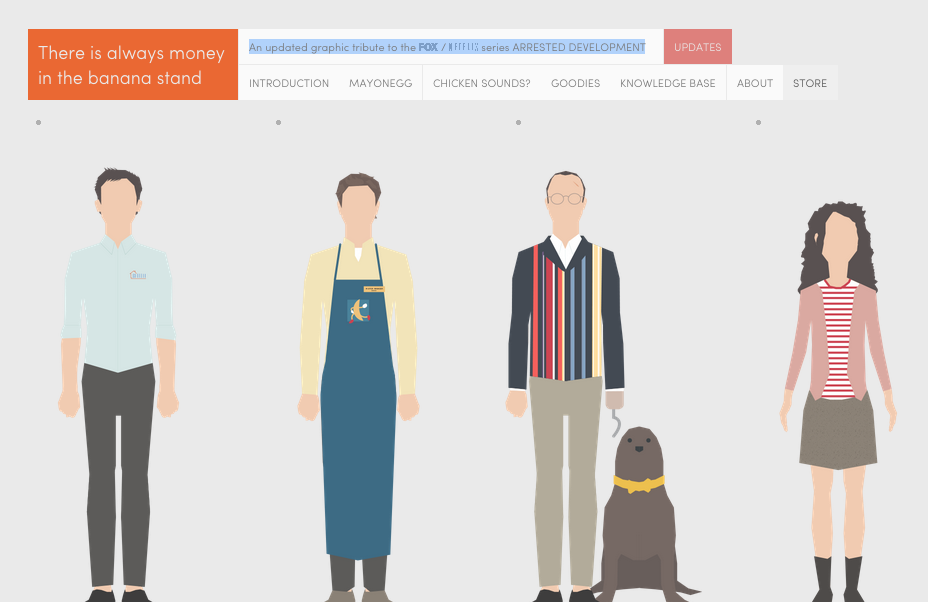 There is always money
in the banana stand
An updated graphic tribute to the FOX / NETFLIX series ARRESTED DEVELOPMENT
UPDATES
INTRODUCTION MAYONEGG CHICKEN SOUNDS? GOODIES KNOWLEDGE BASE ABOUT STORE